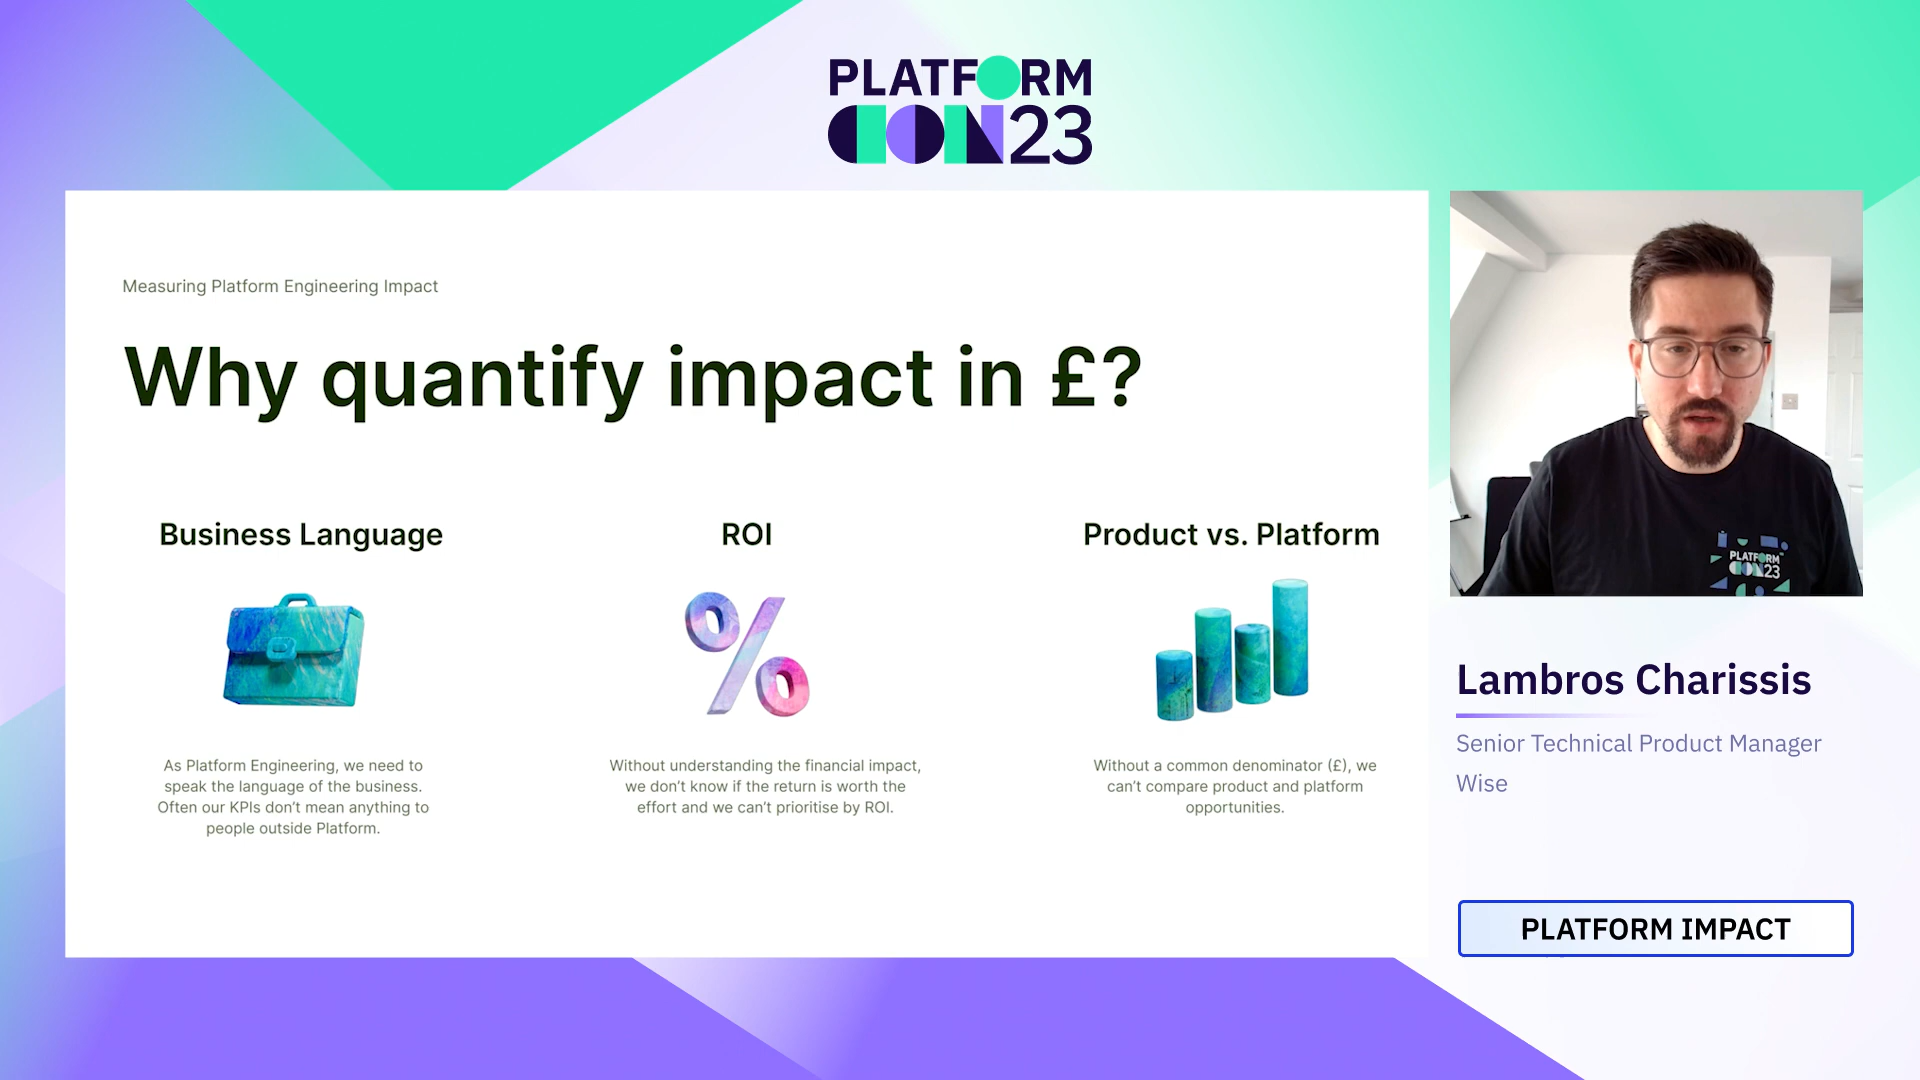 PLATFORM
CON23
Measuring Platform Engineering Impact
Why quantify impact in £?
Business Language
As Platform Engineering, we need to
speak the language of the business.
Often our KPIs don't mean anything to
people outside Platform.
ROI
Without understanding the financial impact,
we don't know if the return is worth the
effort and we can't prioritise by ROI.
Product vs. Platform
Without a common denominator (£), we
can't compare product and platform
opportunities.
PLATFORM
CON23
Lambros Charissis
Senior Technical Product Manager
Wise
PLATFORM IMPACT